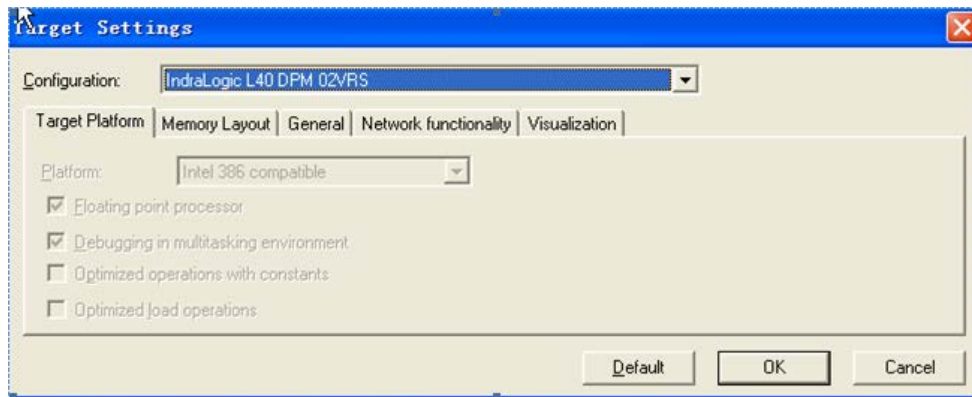 Target Settings
Configuration: IndraLogic L40 DPM 02VRS
Target Platform Memory Layout General Network functionality Visualization
Platform: Intel 386 compatible
Floating point processor
Debugging in multitasking environment
Optimized operations with constants
Optimized load operations
Default OK Cancel